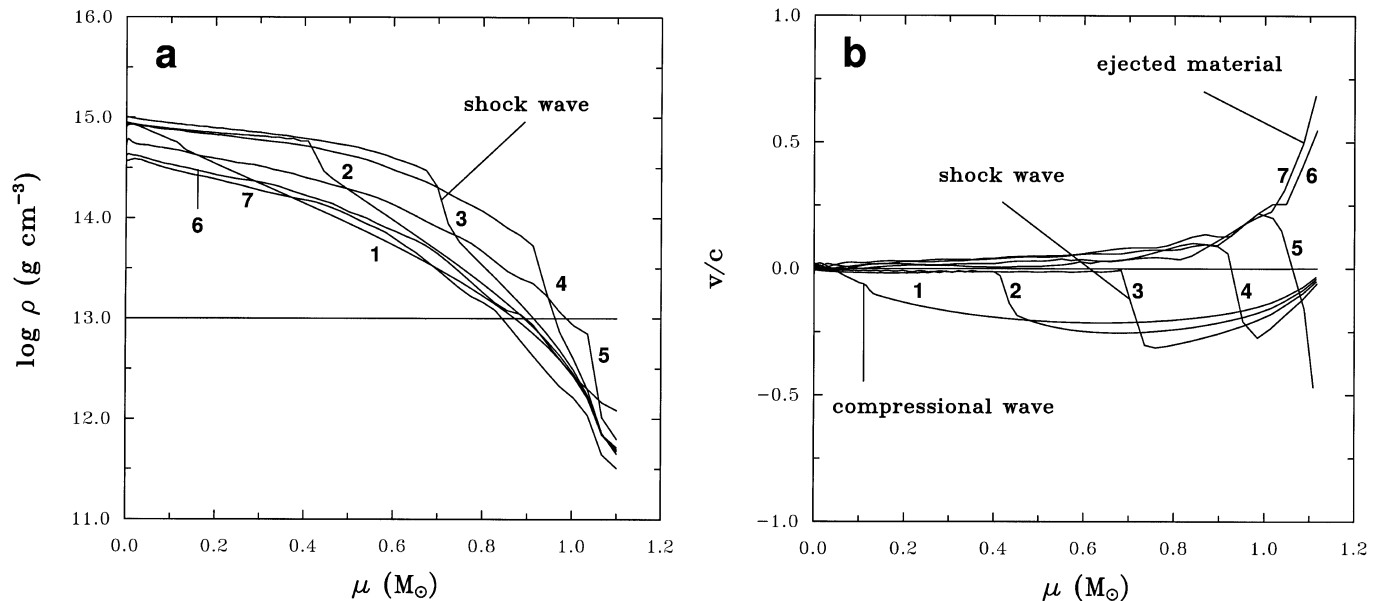 a
shock wave
log ρ (g cm⁻³)
15.0
14.0
13.0
12.0
11.0
16.0
1
2
3
4
5
6
7
0.0 0.2 0.4 0.6 0.8 1.0 1.2
μ (M☉)
b
ejected material
shock wave
compressional wave
v/c
1.0
0.5
0.0
−0.5
−1.0
7 6
5
1 2 3 4
0.0 0.2 0.4 0.6 0.8 1.0 1.2
μ (M☉)